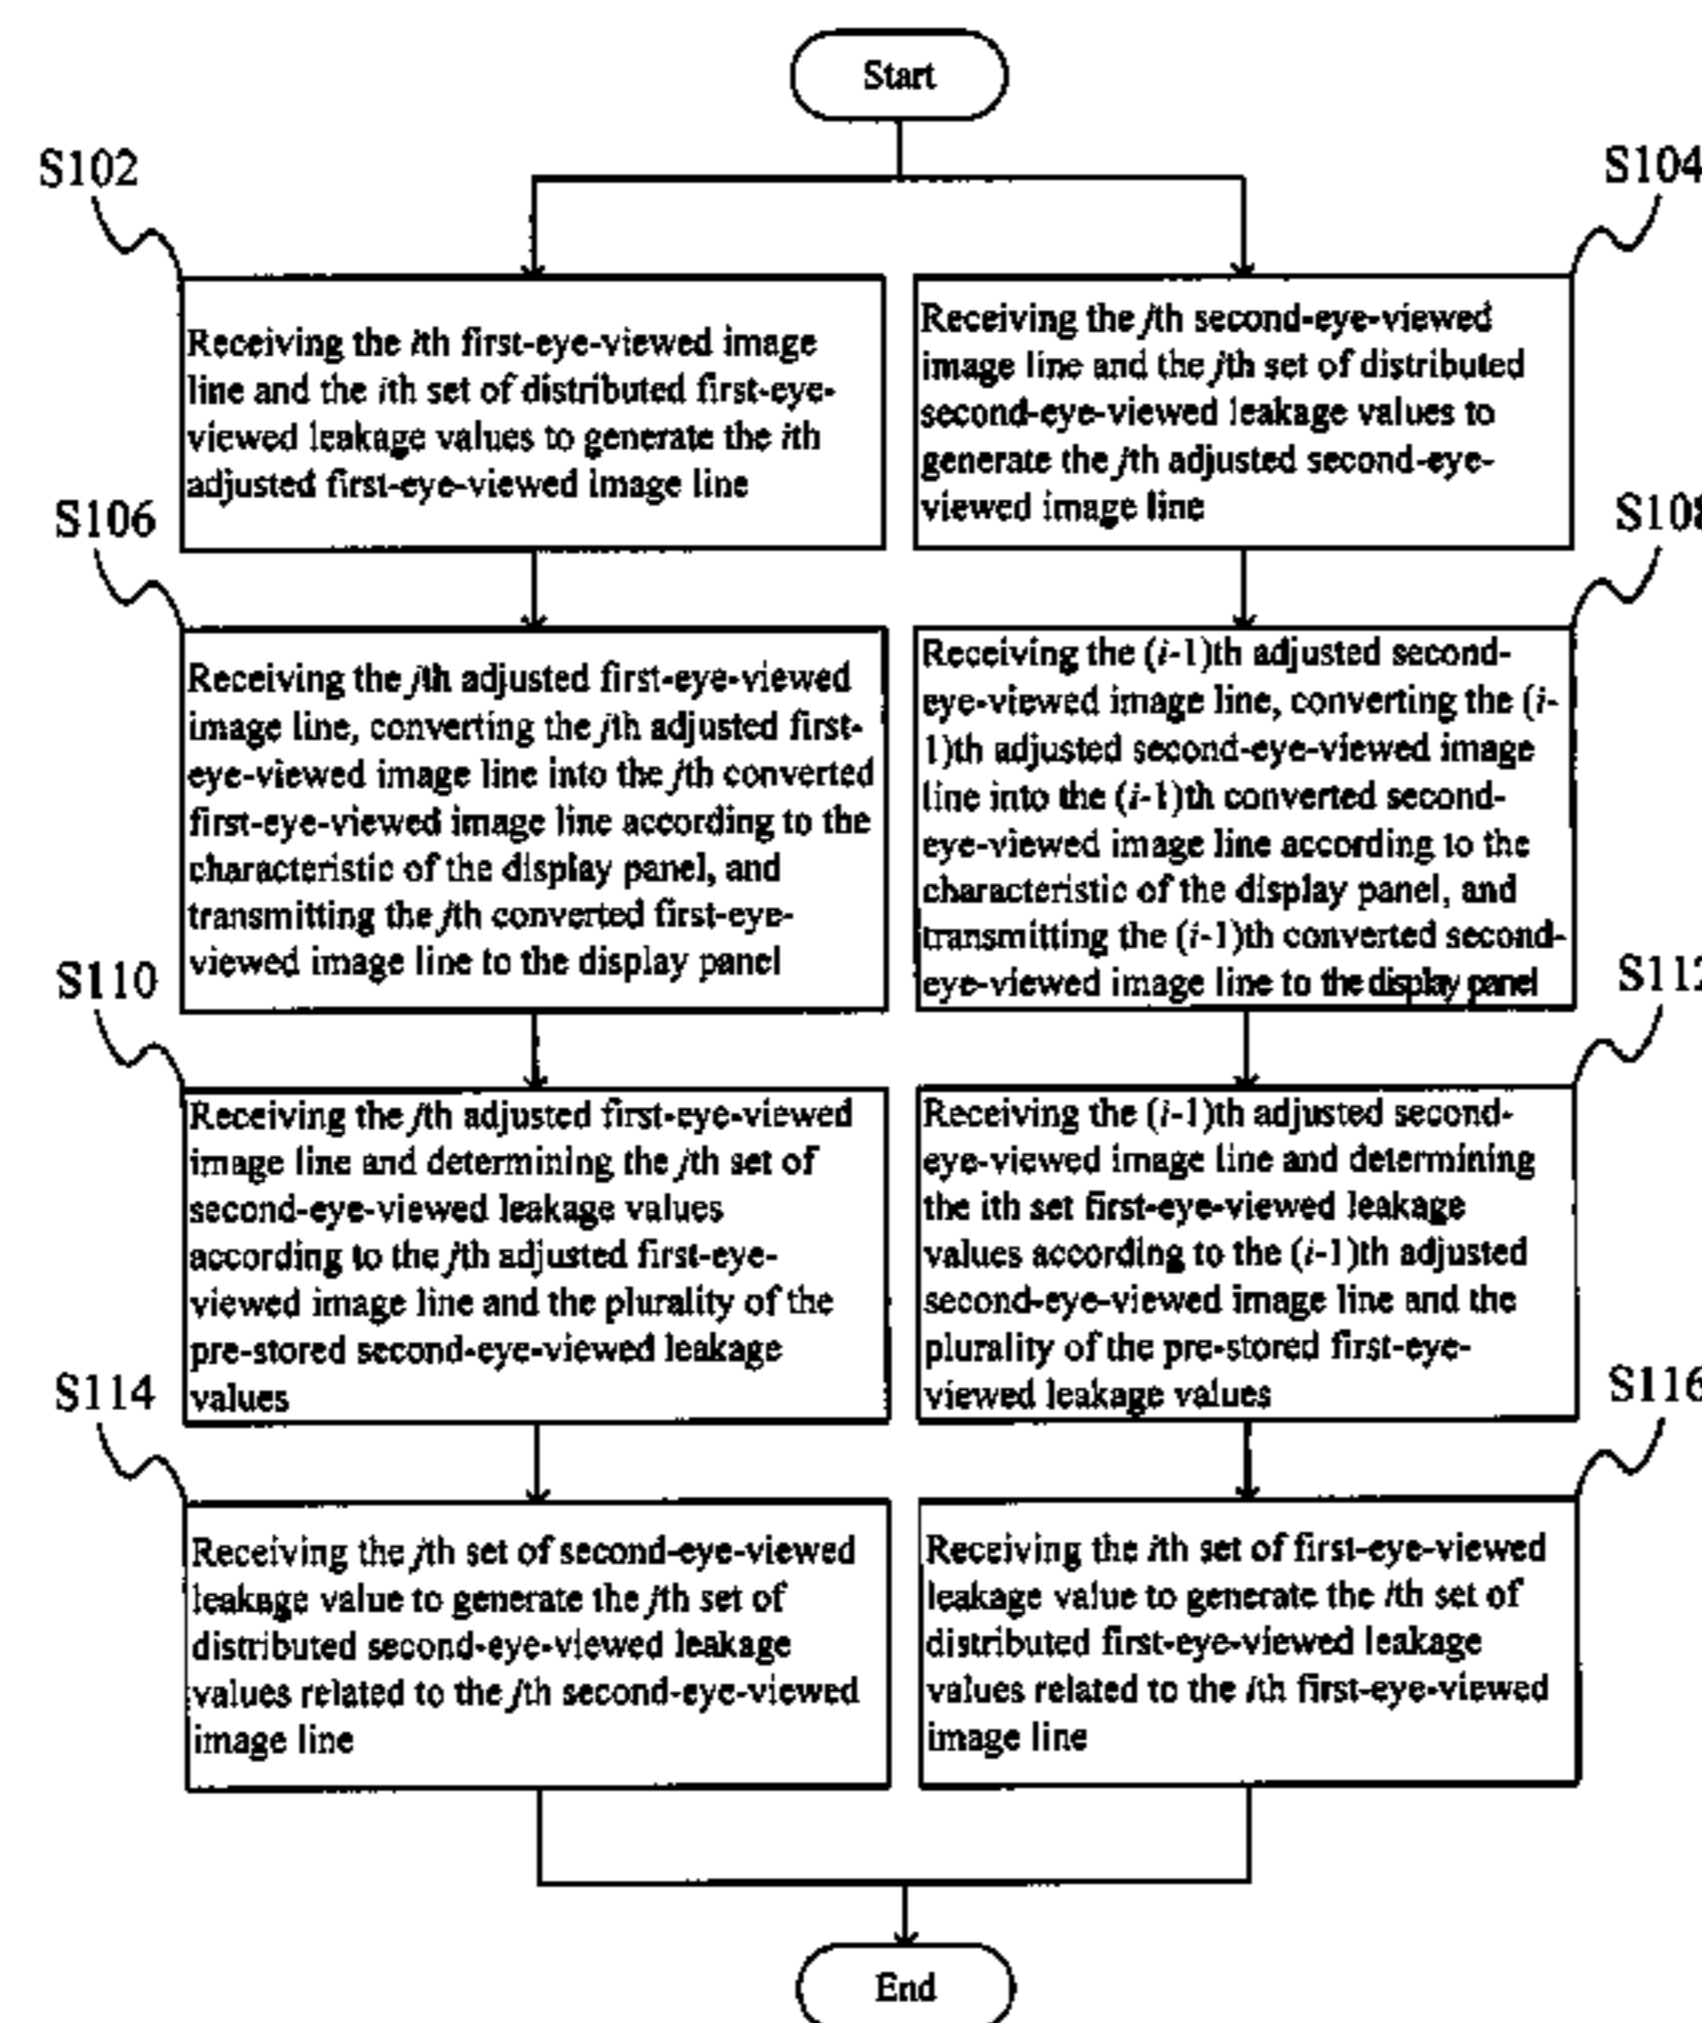 Start
S102
S104
Receiving the ith first-eye-viewed image
line and the ith set of distributed first-eye-
viewed leakage values to generate the ith
adjusted first-eye-viewed image line
Receiving the jth second-eye-viewed
image line and the jth set of distributed
second-eye-viewed leakage values to
generate the jth adjusted second-eye-
viewed image line
S106
S108
Receiving the jth adjusted first-eye-viewed
image line, converting the jth adjusted first-
eye-viewed image line into the jth converted
first-eye-viewed image line according to the
characteristic of the display panel, and
transmitting the jth converted first-eye-
viewed image line to the display panel
Receiving the (i-1)th adjusted second-
eye-viewed image line, converting the (i-
1)th adjusted second-eye-viewed image
line into the (i-1)th converted second-
eye-viewed image line according to the
characteristic of the display panel, and
transmitting the (i-1)th converted second-
eye-viewed image line to the display panel
S110
S112
Receiving the jth adjusted first-eye-viewed
image line and determining the jth set of
second-eye-viewed leakage values
according to the jth adjusted first-eye-
viewed image line and the plurality of the
pre-stored second-eye-viewed leakage
values
Receiving the (i-1)th adjusted second-
eye-viewed image line and determining
the ith set first-eye-viewed leakage
values according to the (i-1)th adjusted
second-eye-viewed image line and the
plurality of the pre-stored first-eye-
viewed leakage values
S114
S116
Receiving the jth set of second-eye-viewed
leakage value to generate the jth set of
distributed second-eye-viewed leakage
values related to the jth second-eye-viewed
image line
Receiving the ith set of first-eye-viewed
leakage value to generate the ith set of
distributed first-eye-viewed leakage
values related to the ith first-eye-viewed
image line
End